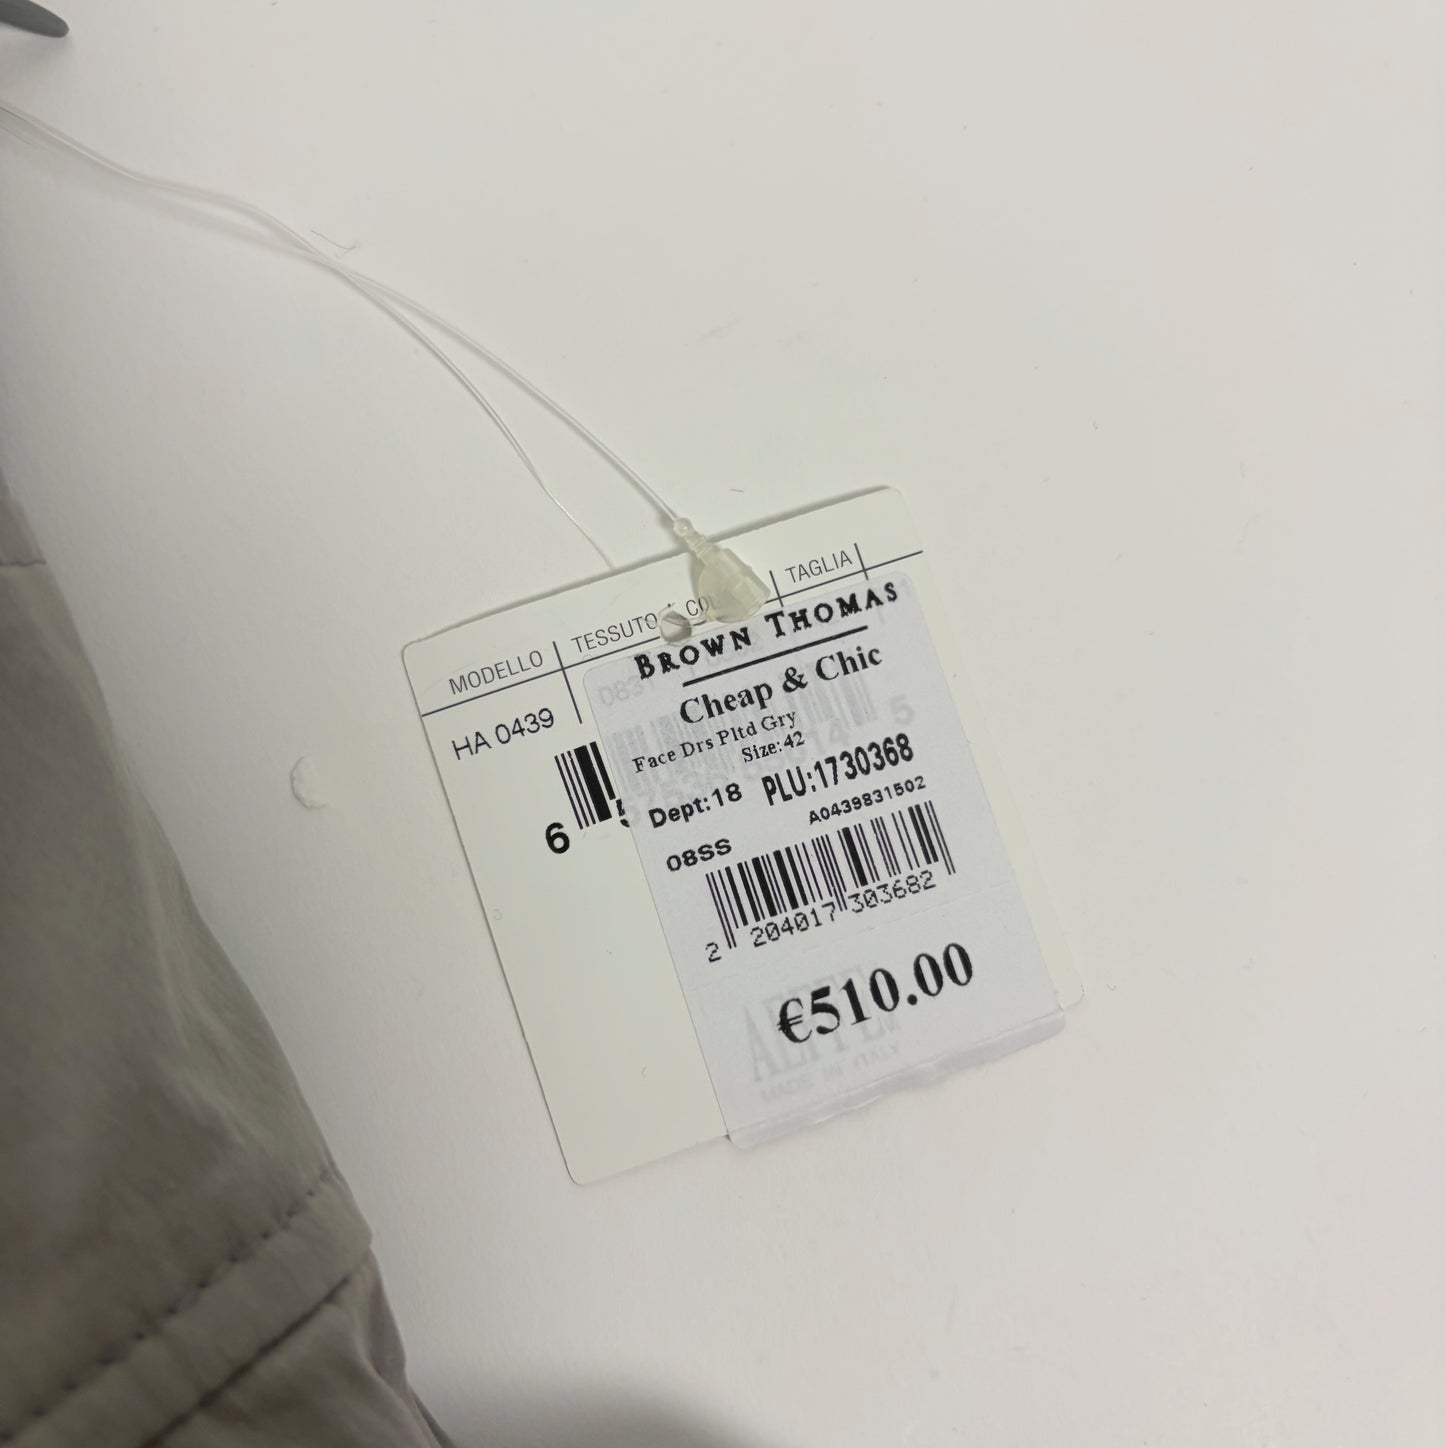 MODELLO TESSUTO TAGLIA
HA 0439
6
BROWN THOMAS
Cheap & Chic
Face Drs Pltd Gry
Size:42
Dept:18 PLU:1730368
A0439831502
08SS
2 204017 303682
€510.00
AEFFE
MADE IN ITALY